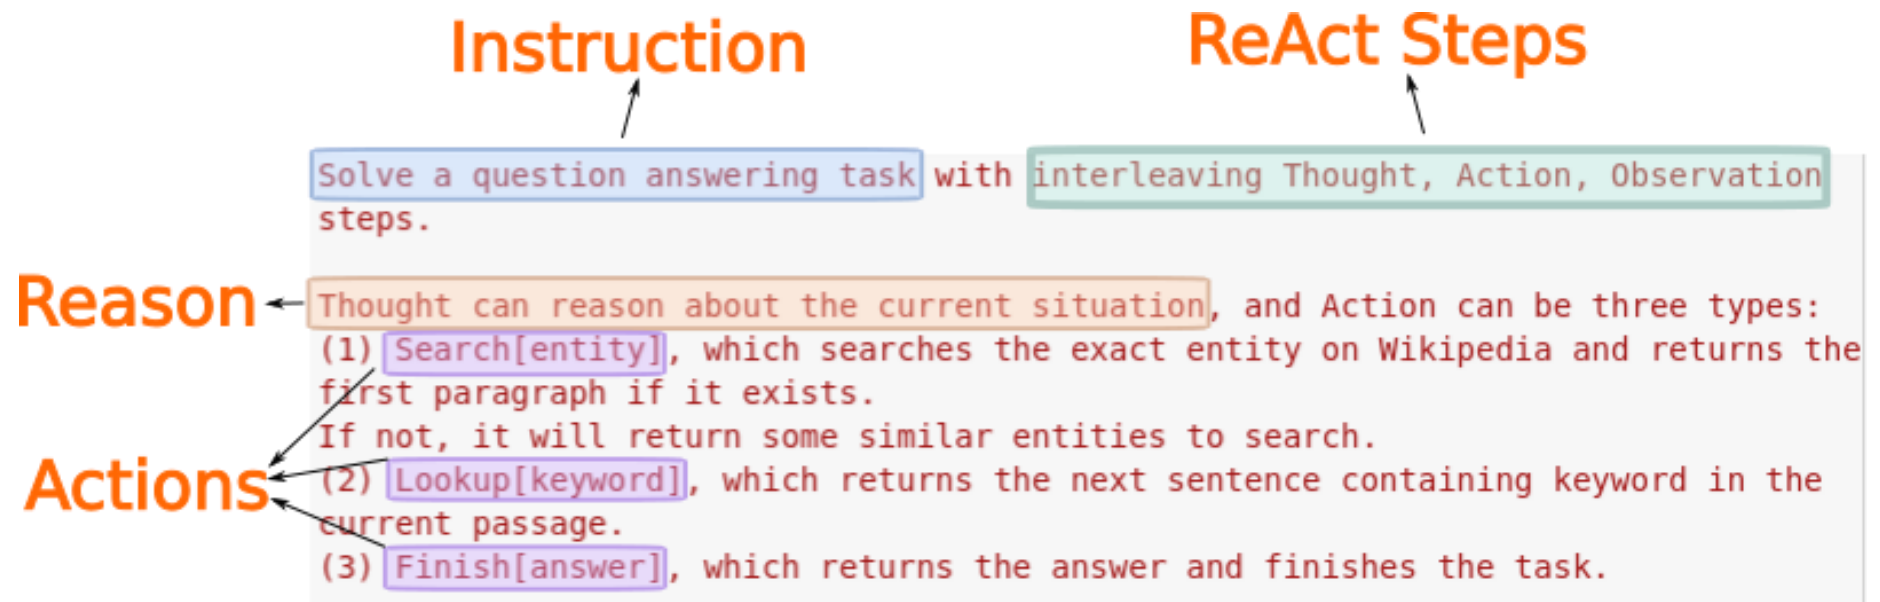 Instruction
ReAct Steps
Solve a question answering task with interleaving Thought, Action, Observation
steps.
Reason
Thought can reason about the current situation, and Action can be three types:
(1) Search[entity], which searches the exact entity on Wikipedia and returns the
first paragraph if it exists.
If not, it will return some similar entities to search.
Actions
(2) Lookup[keyword], which returns the next sentence containing keyword in the
current passage.
(3) Finish[answer], which returns the answer and finishes the task.